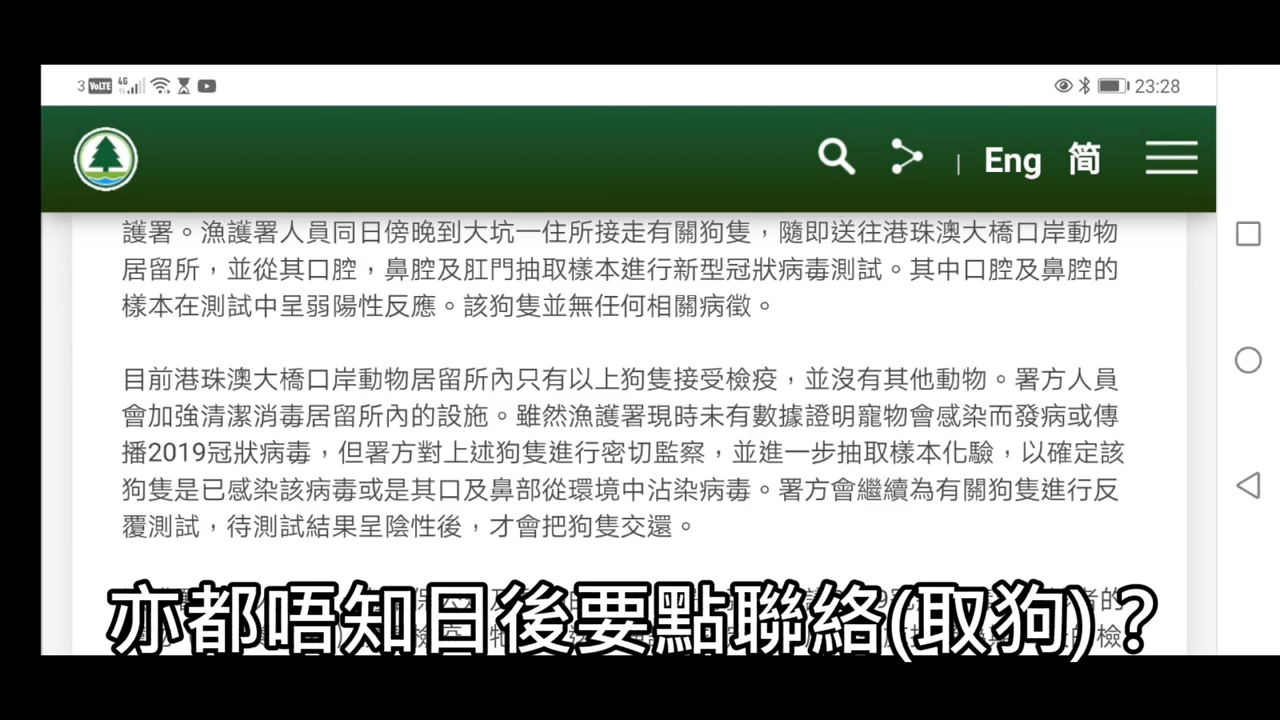 3 VoLTE 4G 23:28
Eng 简
護署。漁護署人員同日傍晚到大坑一住所接走有關狗隻，隨即送往港珠澳大橋口岸動物
居留所，並從其口腔，鼻腔及肛門抽取樣本進行新型冠狀病毒測試。其中口腔及鼻腔的
樣本在測試中呈弱陽性反應。該狗隻並無任何相關病徵。
目前港珠澳大橋口岸動物居留所內只有以上狗隻接受檢疫，並沒有其他動物。署方人員
會加強清潔消毒居留所內的設施。雖然漁護署現時未有數據證明寵物會感染而發病或傳
播2019冠狀病毒，但署方對上述狗隻進行密切監察，並進一步抽取樣本化驗，以確定該
狗隻是已感染該病毒或是其口及鼻部從環境中沾染病毒。署方會繼續為有關狗隻進行反
覆測試，待測試結果呈陰性後，才會把狗隻交還。
亦都唔知日後要點聯絡(取狗)？